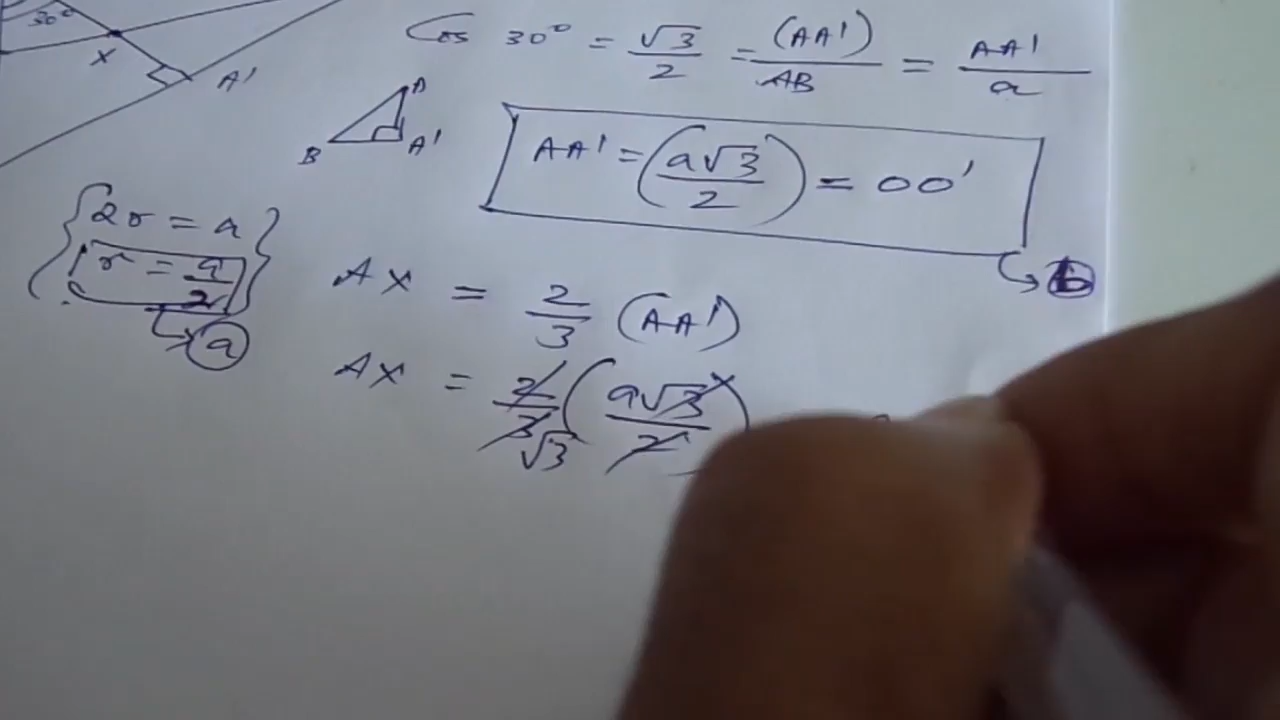 30°
X
A'
Cos 30° = √3/2 = (AA')/AB = AA'/a
A
B
A'
AA' = (a√3/2) = OO'
b
{2r = a}
r = a/2
a
AX = 2/3 (AA')
AX = 2/3 (a√3/2)
√3